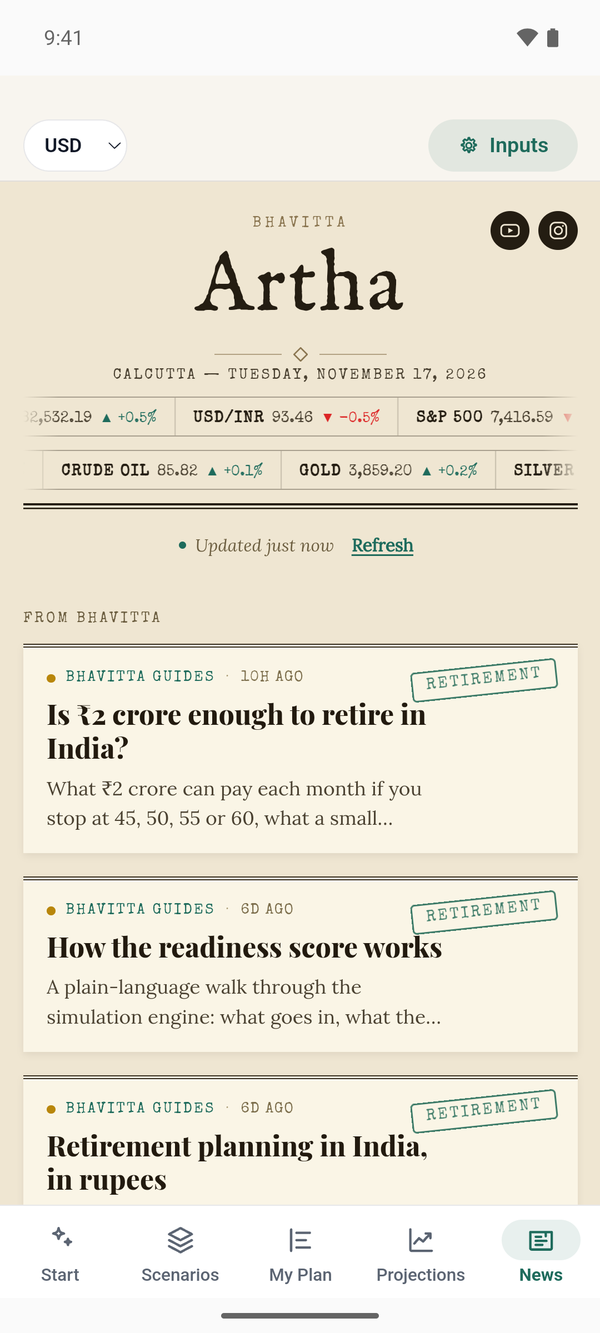 9:41
USD
Inputs
BHAVITTA
Artha
CALCUTTA — TUESDAY, NOVEMBER 17, 2026
2,532.19 ▲ +0.5% USD/INR 93.46 ▼ −0.5% S&P 500 7,416.59 ▼
CRUDE OIL 85.82 ▲ +0.1% GOLD 3,859.20 ▲ +0.2% SILVER
Updated just now Refresh
FROM BHAVITTA
BHAVITTA GUIDES · 10H AGO
RETIREMENT
Is ₹2 crore enough to retire in
India?
What ₹2 crore can pay each month if you
stop at 45, 50, 55 or 60, what a small...
BHAVITTA GUIDES · 6D AGO
RETIREMENT
How the readiness score works
A plain-language walk through the
simulation engine: what goes in, what the...
BHAVITTA GUIDES · 6D AGO
RETIREMENT
Retirement planning in India,
in rupees
Start Scenarios My Plan Projections News